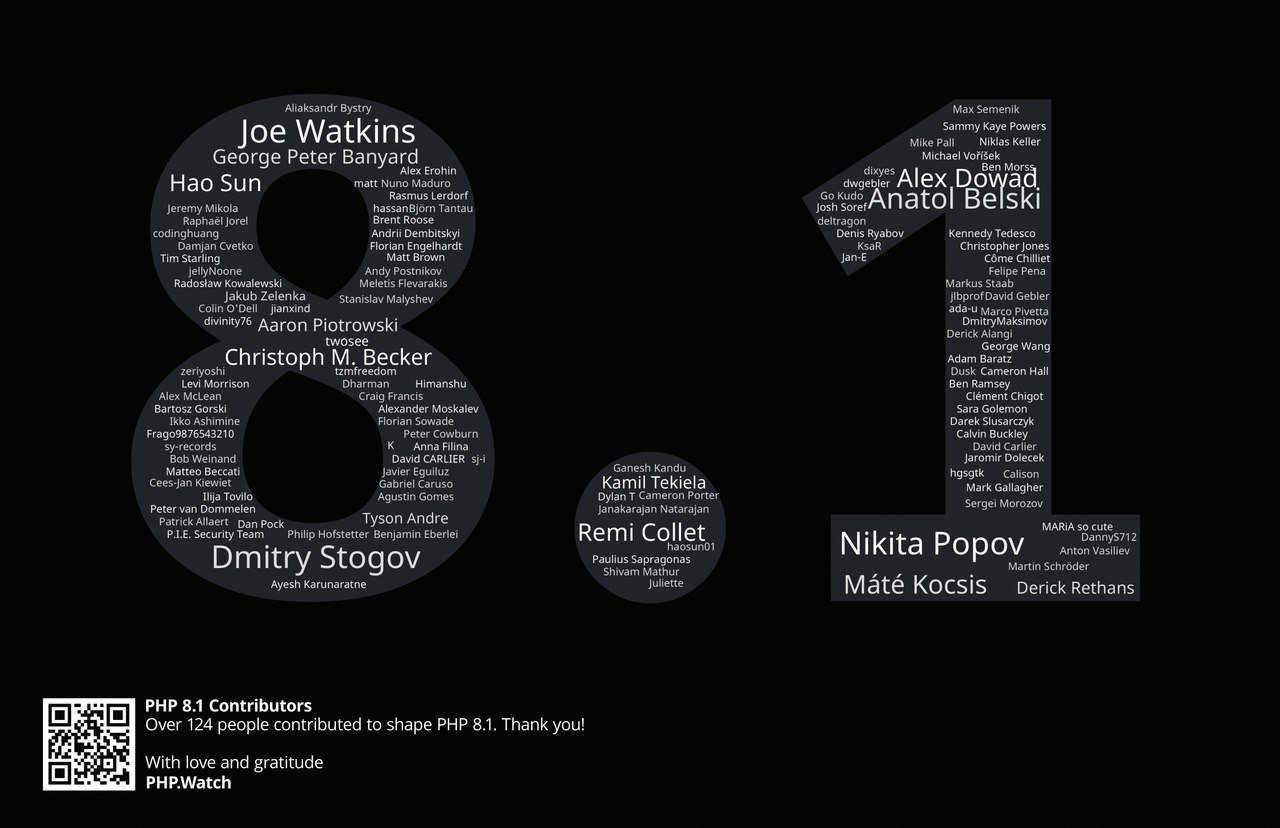 Aliaksandr Bystry
Joe Watkins
George Peter Banyard
Alex Erohin
Hao Sun
matt Nuno Maduro
Rasmus Lerdorf
Jeremy Mikola
hassan Björn Tantau
Raphaël Jorel
Brent Roose
codinghuang
Andrii Dembitskyi
Damjan Cvetko
Florian Engelhardt
Tim Starling
Matt Brown
jellyNoone
Andy Postnikov
Radosław Kowalewski
Meletis Flevarakis
Jakub Zelenka
Stanislav Malyshev
Colin O'Dell
jianxind
divinity76
Aaron Piotrowski
twosee
Christoph M. Becker
zeriyoshi
tzmfreedom
Levi Morrison
Dharman
Himanshu
Alex McLean
Craig Francis
Bartosz Gorski
Alexander Moskalev
Ikko Ashimine
Florian Sowade
Frago9876543210
Peter Cowburn
sy-records
K
Anna Filina
Bob Weinand
David CARLIER
sj-i
Matteo Beccati
Javier Eguiluz
Cees-Jan Kiewiet
Gabriel Caruso
Ilija Tovilo
Agustin Gomes
Peter van Dommelen
Patrick Allaert
Dan Pock
Tyson Andre
P.I.E. Security Team
Philip Hofstetter
Benjamin Eberlei
Dmitry Stogov
Ayesh Karunaratne
Ganesh Kandu
Kamil Tekiela
Dylan T
Cameron Porter
Janakarajan Natarajan
Remi Collet
haosun01
Paulius Sapragonas
Shivam Mathur
Juliette
Max Semenik
Sammy Kaye Powers
Mike Pall
Niklas Keller
Michael Voříšek
Ben Morss
dixyes
Alex Dowad
dwgebler
Go Kudo
Anatol Belski
Josh Soref
deltragon
Denis Ryabov
Kennedy Tedesco
KsaR
Christopher Jones
Jan-E
Côme Chilliet
Felipe Pena
Markus Staab
jlbprof
David Gebler
ada-u
Marco Pivetta
DmitryMaksimov
Derick Alangi
George Wang
Adam Baratz
Dusk
Cameron Hall
Ben Ramsey
Clément Chigot
Sara Golemon
Darek Slusarczyk
Calvin Buckley
David Carlier
Jaromir Dolecek
hgsgtk
Calison
Mark Gallagher
Sergei Morozov
MARiA so cute
Nikita Popov
DannyS712
Anton Vasiliev
Martin Schröder
Máté Kocsis
Derick Rethans
PHP 8.1 Contributors
Over 124 people contributed to shape PHP 8.1. Thank you!
With love and gratitude
PHP.Watch